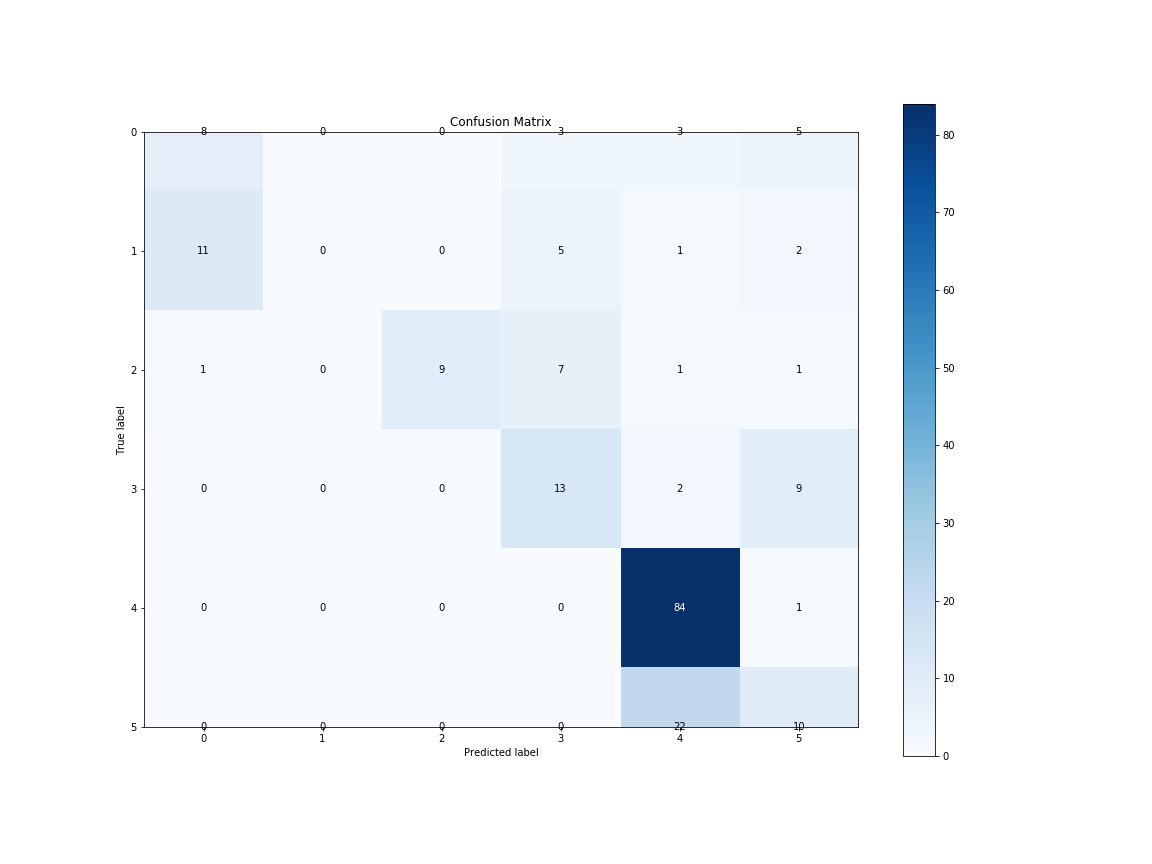 Confusion Matrix
0 8 0 0 3 3 5
1 11 0 0 5 1 2
2 1 0 9 7 1 1
3 0 0 0 13 2 9
4 0 0 0 0 84 1
5 0 0 0 0 22 10
0 1 2 3 4 5
True label
Predicted label
80
70
60
50
40
30
20
10
0